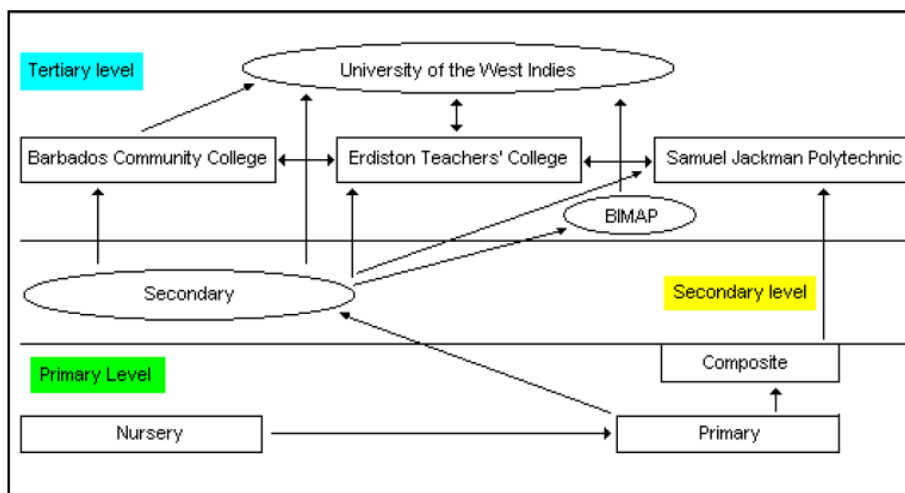 Tertiary level
University of the West Indies
Barbados Community College
Erdiston Teachers' College
Samuel Jackman Polytechnic
BIMAP
Secondary
Secondary level
Composite
Primary Level
Nursery
Primary